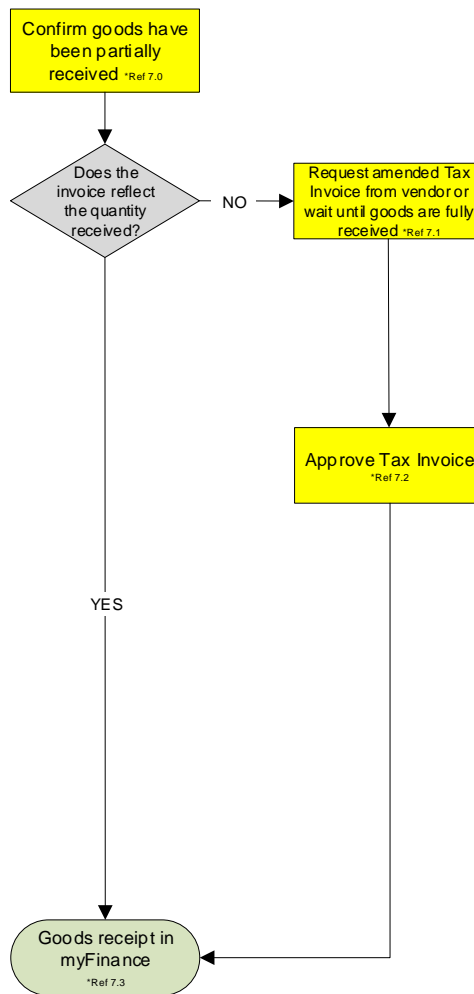 Confirm goods have
been partially
received *Ref 7.0
Does the
invoice reflect
the quantity
received?
NO
Request amended Tax
Invoice from vendor or
wait until goods are fully
received *Ref 7.1
Approve Tax Invoice
*Ref 7.2
YES
Goods receipt in
myFinance
*Ref 7.3